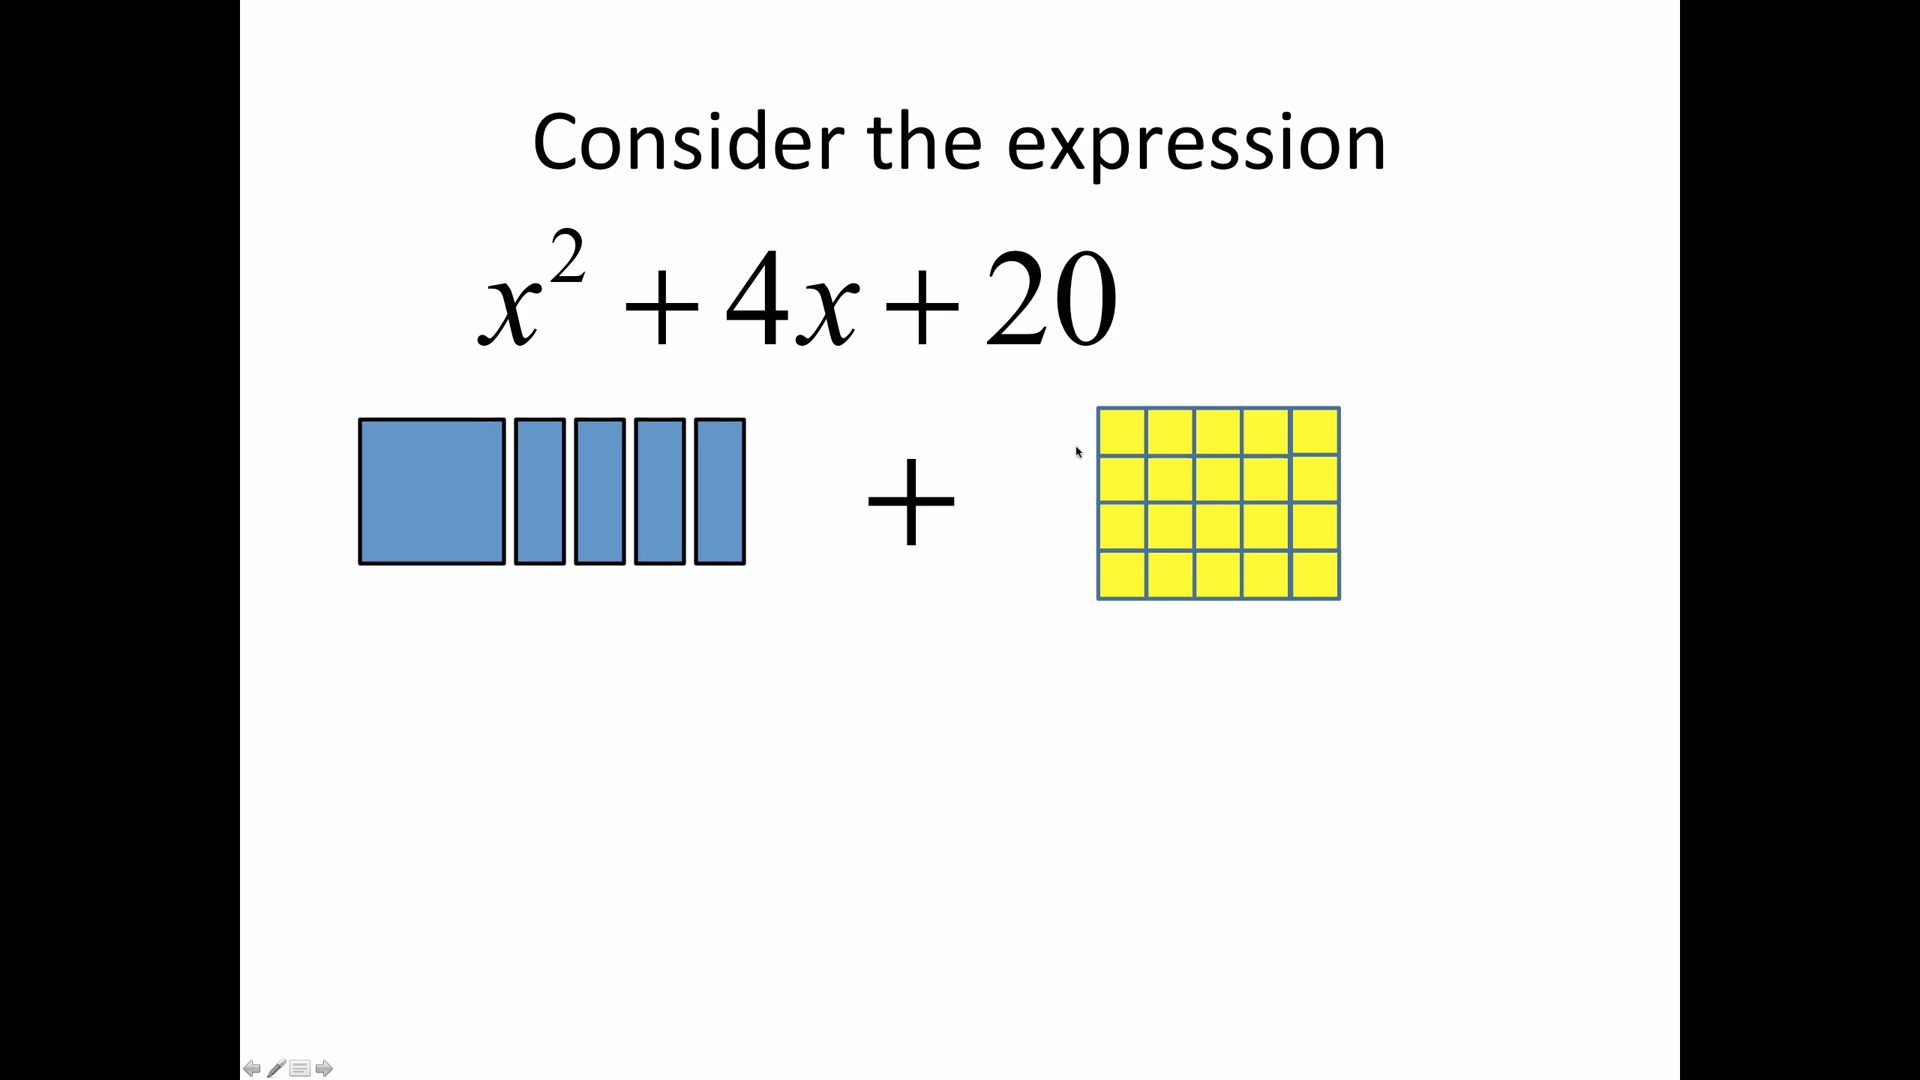 Consider the expression
x² + 4x + 20
+